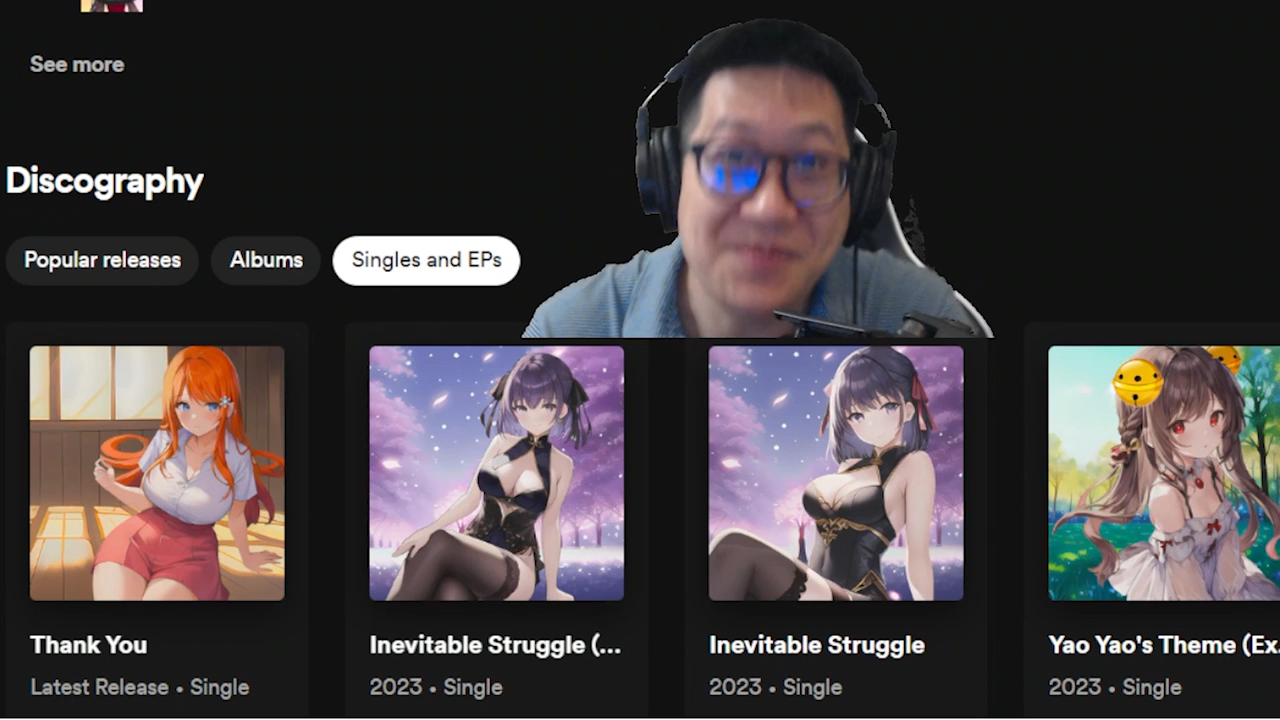 See more
Discography
Popular releases
Albums
Singles and EPs
Thank You
Latest Release • Single
Inevitable Struggle (...
2023 • Single
Inevitable Struggle
2023 • Single
Yao Yao's Theme (Ex.
2023 • Single